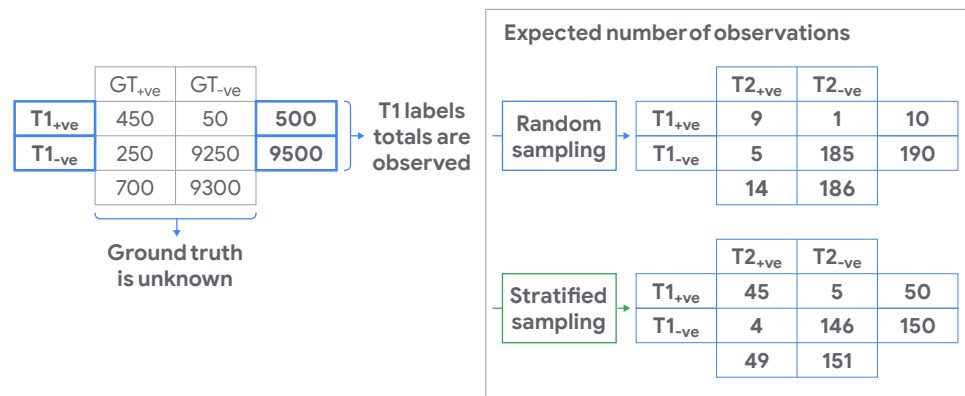 Expected number of observations
GT+ve GT-ve
T1+ve 450 50 500
T1-ve 250 9250 9500
700 9300
T1 labels
totals are
observed
Ground truth
is unknown
Random
sampling
T2+ve T2-ve
T1+ve 9 1 10
T1-ve 5 185 190
14 186
Stratified
sampling
T2+ve T2-ve
T1+ve 45 5 50
T1-ve 4 146 150
49 151